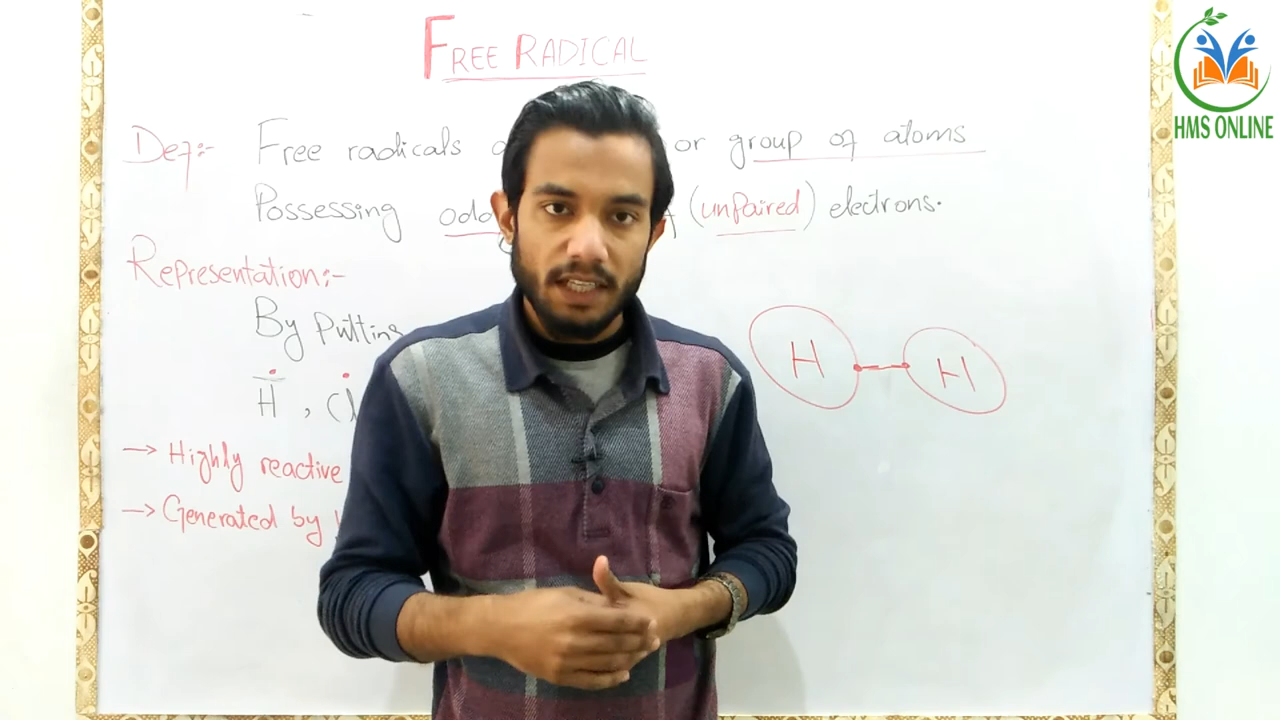 FREE RADICAL
HMS ONLINE
Def:- Free radicals or group of atoms
Possessing (unpaired) electrons.
Representation:-
By Putting
H , Cl
H H
→ Highly reactive
→ Generated by